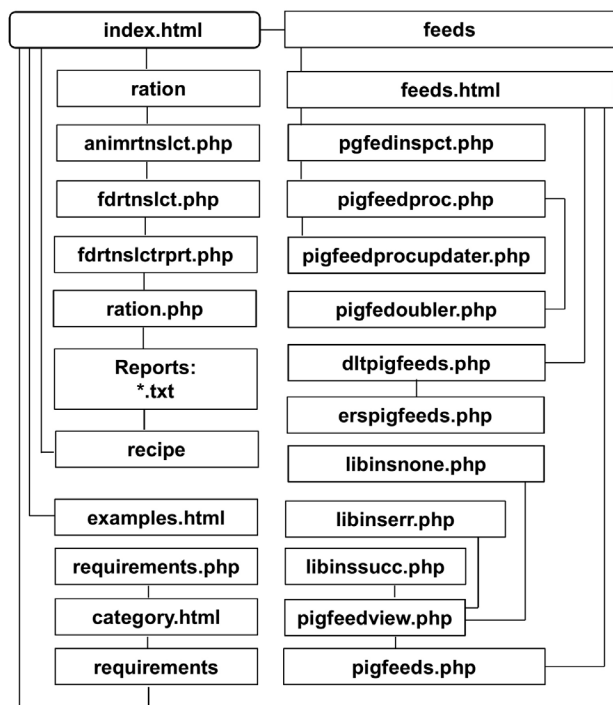 index.html
ration
animrtnslct.php
fdrtnslct.php
fdrtnslctrprt.php
ration.php
Reports:
*.txt
recipe
examples.html
requirements.php
category.html
requirements
feeds
feeds.html
pgfedinspct.php
pigfeedproc.php
pigfeedprocupdater.php
pigfedoubler.php
dltpigfeeds.php
erspigfeeds.php
libinsnone.php
libinserr.php
libinssucc.php
pigfeedview.php
pigfeeds.php